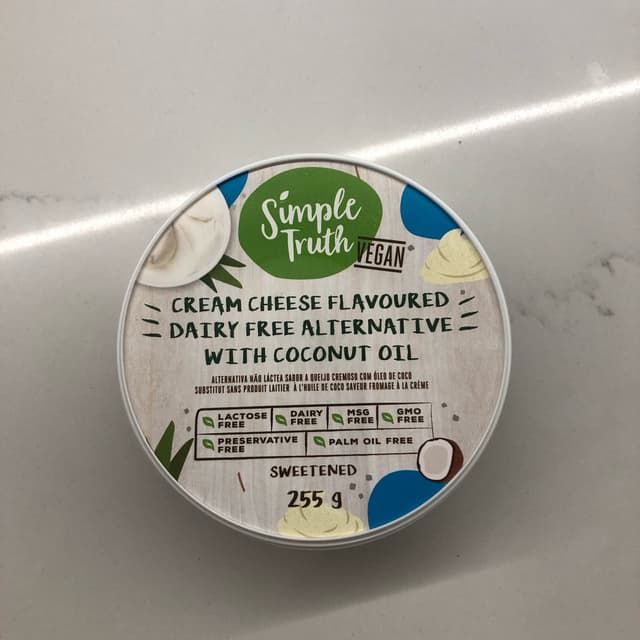 Simple
Truth
VEGAN
CREAM CHEESE FLAVOURED
DAIRY FREE ALTERNATIVE
WITH COCONUT OIL
ALTERNATIVA NÃO LÁCTEA SABOR A QUEIJO CREMOSO COM ÓLEO DE COCO
SUBSTITUT SANS PRODUIT LAITIER À L'HUILE DE COCO SAVEUR FROMAGE À LA CRÈME
LACTOSE FREE
DAIRY FREE
MSG FREE
GMO FREE
PRESERVATIVE FREE
PALM OIL FREE
SWEETENED
255 g